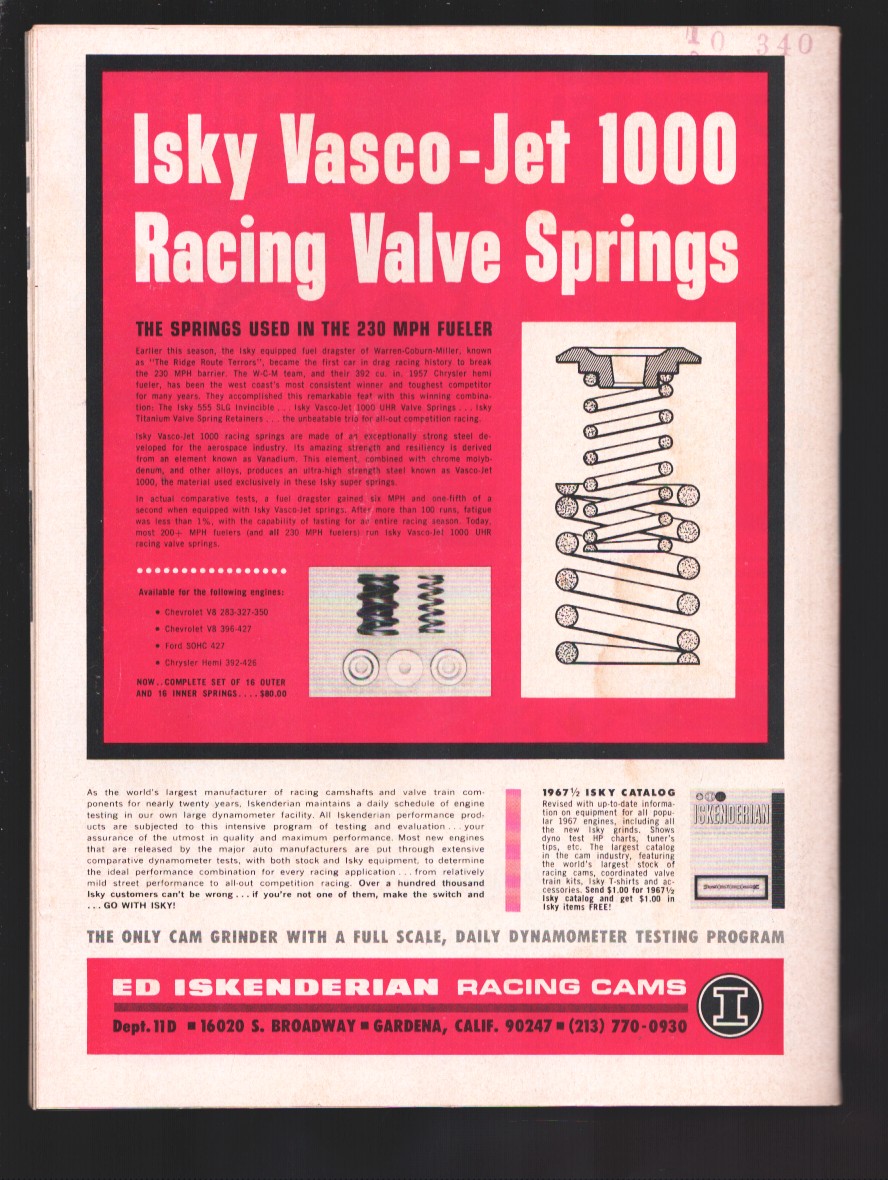 10 340
Isky Vasco-Jet 1000
Racing Valve Springs
THE SPRINGS USED IN THE 230 MPH FUELER
Earlier this season, the Isky equipped fuel dragster of Warren-Coburn-Miller, known
as "The Ridge Route Terrors", became the first car in drag racing history to break
the 230 MPH barrier. The W-C-M team, and their 392 cu. in. 1957 Chrysler hemi
fueler, has been the west coast's most consistent winner and toughest competitor
for many years. They accomplished this remarkable feat with this winning combina-
tion: The Isky 555 SLG Invincible ... Isky Vasco-Jet 1000 UHR Valve Springs ... Isky
Titanium Valve Spring Retainers ... the unbeatable trio for all-out competition racing.
Isky Vasco-Jet 1000 racing springs are made of an exceptionally strong steel de-
veloped for the aerospace industry. Its amazing strength and resiliency is derived
from an element known as Vanadium. This element, combined with chrome molyb-
denum, and other alloys, produces an ultra-high strength steel known as Vasco-Jet
1000, the material used exclusively in these Isky super springs.
In actual comparative tests, a fuel dragster gained six MPH and one-fifth of a
second when equipped with Isky Vasco-Jet springs. After more than 100 runs, fatigue
was less than 1%, with the capability of lasting for an entire racing season. Today,
most 200+ MPH fuelers (and all 230 MPH fuelers) run Isky Vasco-Jet 1000 UHR
racing valve springs.
Available for the following engines:
• Chevrolet V8 283-327-350
• Chevrolet V8 396-427
• Ford SOHC 427
• Chrysler Hemi 392-426
NOW..COMPLETE SET OF 16 OUTER
AND 16 INNER SPRINGS....$80.00
As the world's largest manufacturer of racing camshafts and valve train com-
ponents for nearly twenty years, Iskenderian maintains a daily schedule of engine
testing in our own large dynamometer facility. All Iskenderian performance prod-
ucts are subjected to this intensive program of testing and evaluation ... your
assurance of the utmost in quality and maximum performance. Most new engines
that are released by the major auto manufacturers are put through extensive
comparative dynamometer tests, with both stock and Isky equipment, to determine
the ideal performance combination for every racing application ... from relatively
mild street performance to all-out competition racing. Over a hundred thousand
Isky customers can't be wrong ... if you're not one of them, make the switch and
... GO WITH ISKY!
1967½ ISKY CATALOG
Revised with up-to-date informa-
tion on equipment for all popu-
lar 1967 engines, including all
the new Isky grinds. Shows
dyno test HP charts, tuner's
tips, etc. The largest catalog
in the cam industry, featuring
the world's largest stock of
racing cams, coordinated valve
train kits, Isky T-shirts and ac-
cessories. Send $1.00 for 1967½
Isky catalog and get $1.00 in
Isky items FREE!
ISKENDERIAN
THE ONLY CAM GRINDER WITH A FULL SCALE, DAILY DYNAMOMETER TESTING PROGRAM
ED ISKENDERIAN RACING CAMS
Dept. 11D ■ 16020 S. BROADWAY ■ GARDENA, CALIF. 90247 ■ (213) 770-0930
I